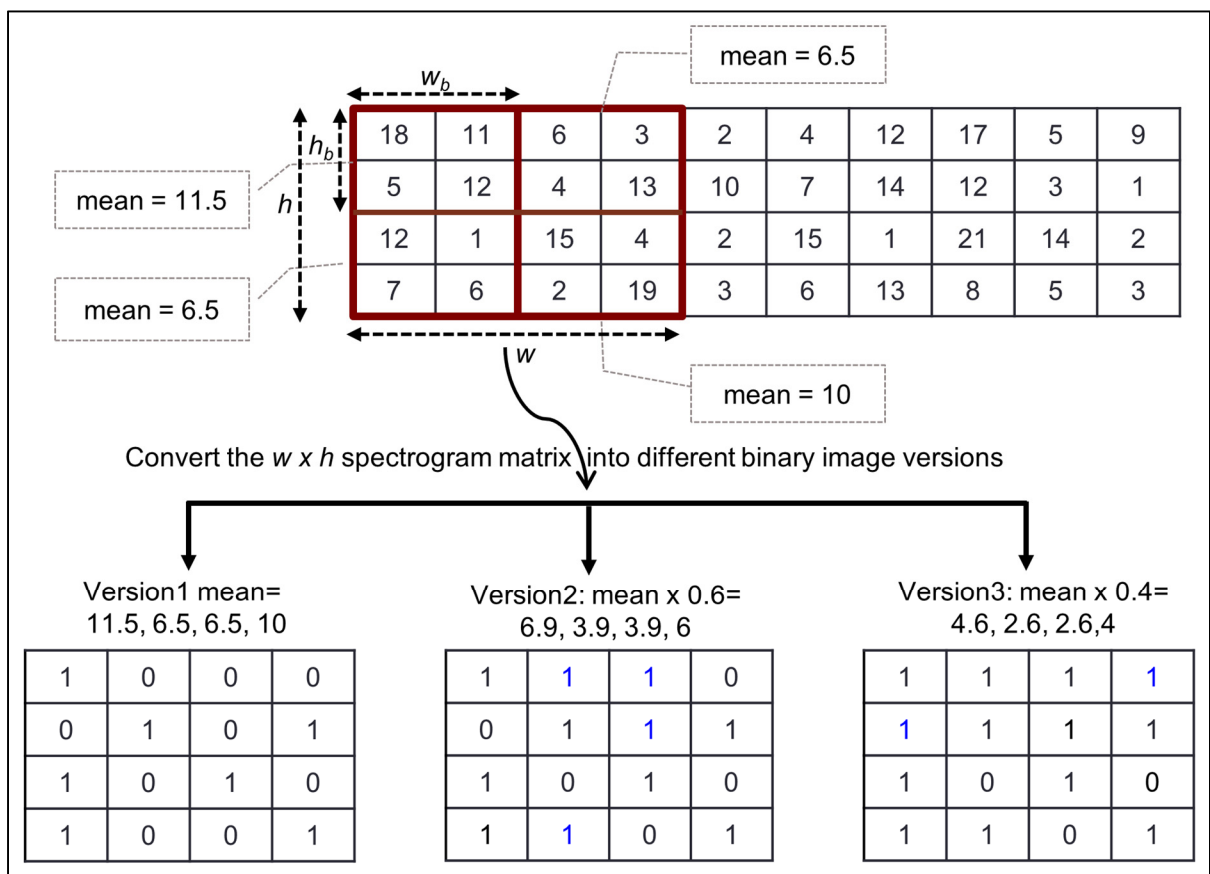 mean = 6.5
w_b
18 11 6 3 2 4 12 17 5 9
h_b
5 12 4 13 10 7 14 12 3 1
mean = 11.5
h
12 1 15 4 2 15 1 21 14 2
7 6 2 19 3 6 13 8 5 3
mean = 6.5
w
mean = 10
Convert the w x h spectrogram matrix into different binary image versions
Version1 mean=
11.5, 6.5, 6.5, 10
1 0 0 0
0 1 0 1
1 0 1 0
1 0 0 1
Version2: mean x 0.6=
6.9, 3.9, 3.9, 6
1 1 1 0
0 1 1 1
1 0 1 0
1 1 0 1
Version3: mean x 0.4=
4.6, 2.6, 2.6,4
1 1 1 1
1 1 1 1
1 0 1 0
1 1 0 1